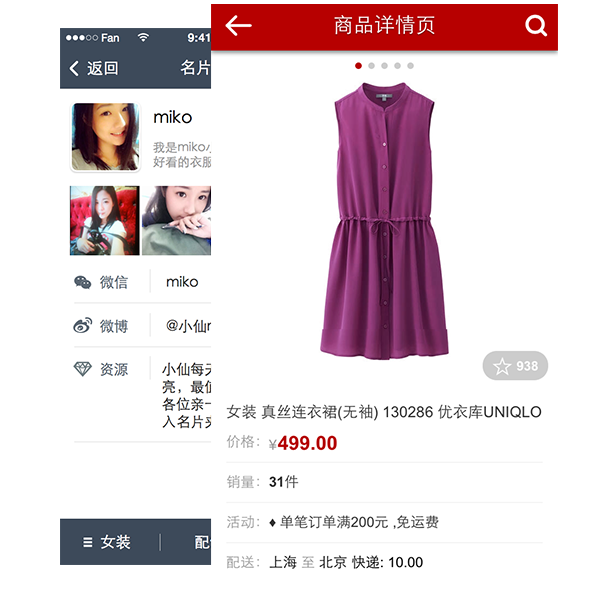 Fan 9:41
返回 名片
miko
我是miko小
好看的衣服
微信 miko
微博 @小仙
资源 小仙每天
亮，最值
各位亲一
入名片夹
女装 配
商品详情页
938
女装 真丝连衣裙(无袖) 130286 优衣库UNIQLO
价格： ¥499.00
销量： 31件
活动： ♦ 单笔订单满200元 ,免运费
配送： 上海 至 北京 快递: 10.00